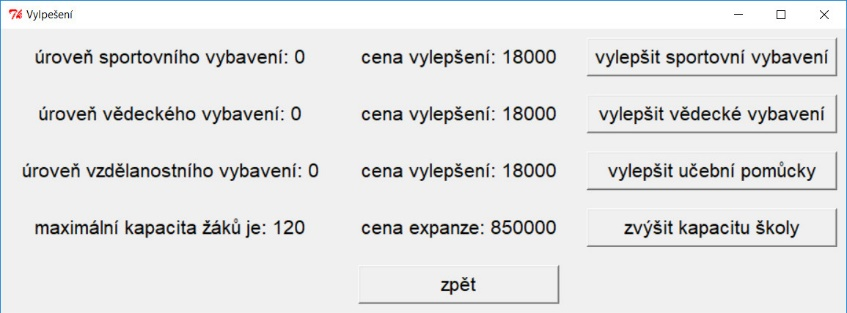 Vylpešení
úroveň sportovního vybavení: 0 cena vylepšení: 18000 vylepšit sportovní vybavení
úroveň vědeckého vybavení: 0 cena vylepšení: 18000 vylepšit vědecké vybavení
úroveň vzdělanostního vybavení: 0 cena vylepšení: 18000 vylepšit učební pomůcky
maximální kapacita žáků je: 120 cena expanze: 850000 zvýšit kapacitu školy
zpět